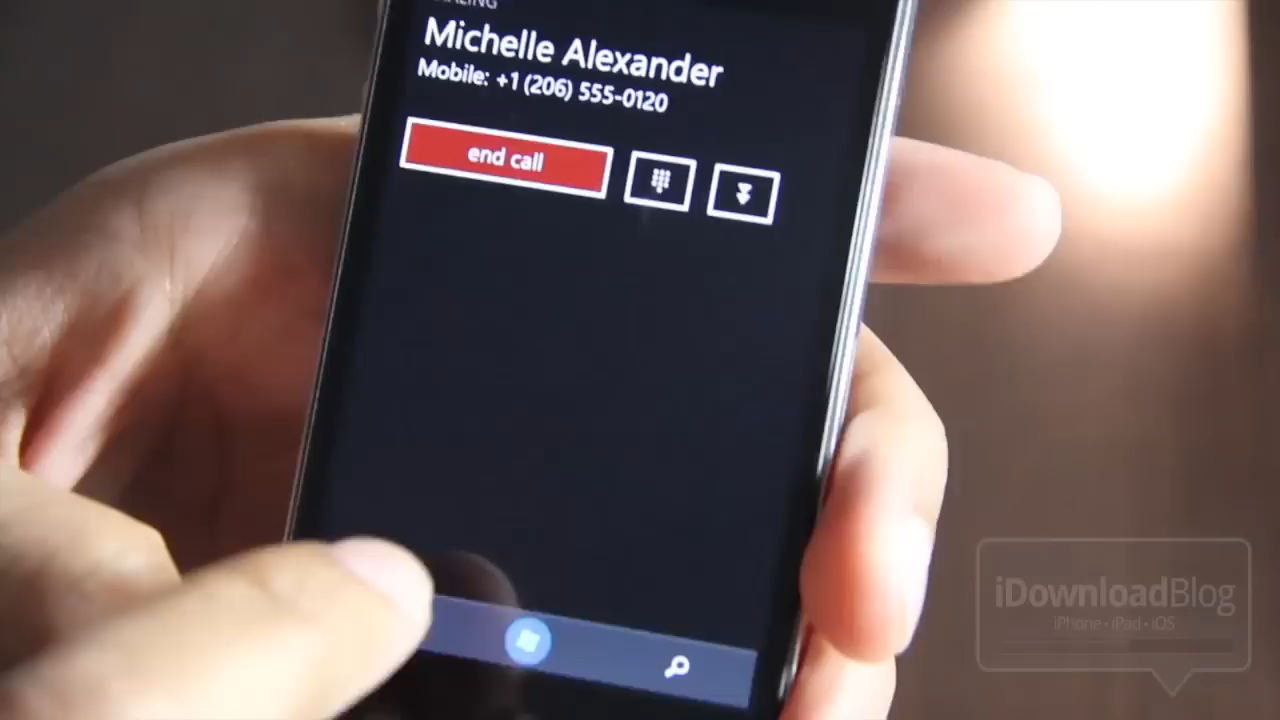 Michelle Alexander
Mobile: +1 (206) 555-0120
end call
iDownloadBlog
iPhone • iPad • iOS